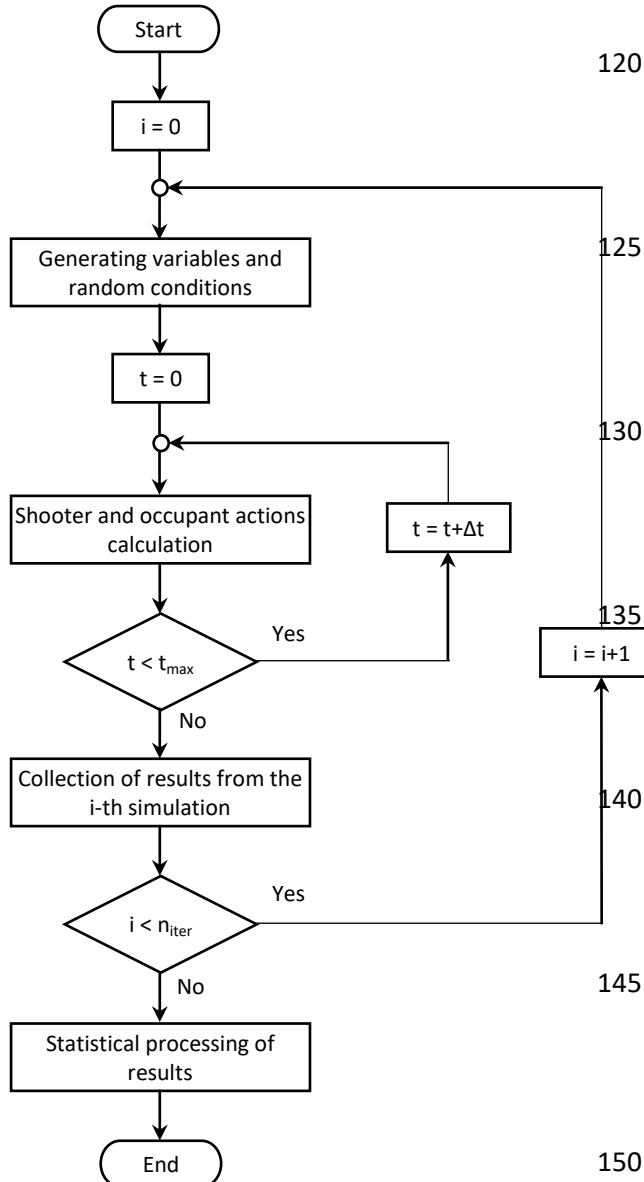 Start
120
i = 0
125
Generating variables and
random conditions
t = 0
130
Shooter and occupant actions
calculation
t = t+Δt
135
Yes
t < tmax
i = i+1
No
Collection of results from the
i-th simulation
140
Yes
i < niter
No
145
Statistical processing of
results
End
150